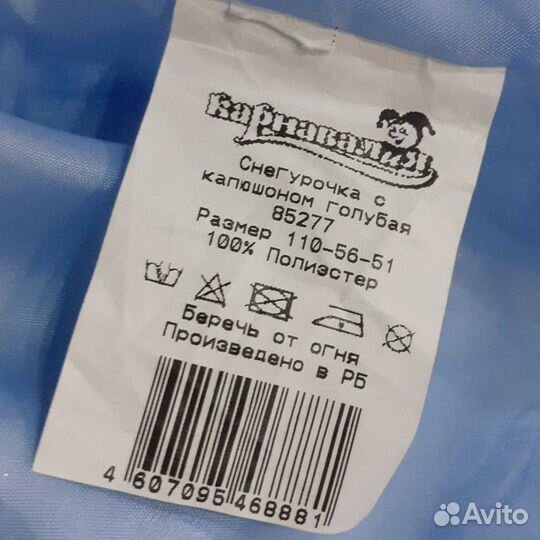 Карнавалия
Снегурочка с
капюшоном голубая
85277
Размер 110-56-51
100% Полиэстер
Беречь от огня
Произведено в РБ
4 607095 468881
Avito